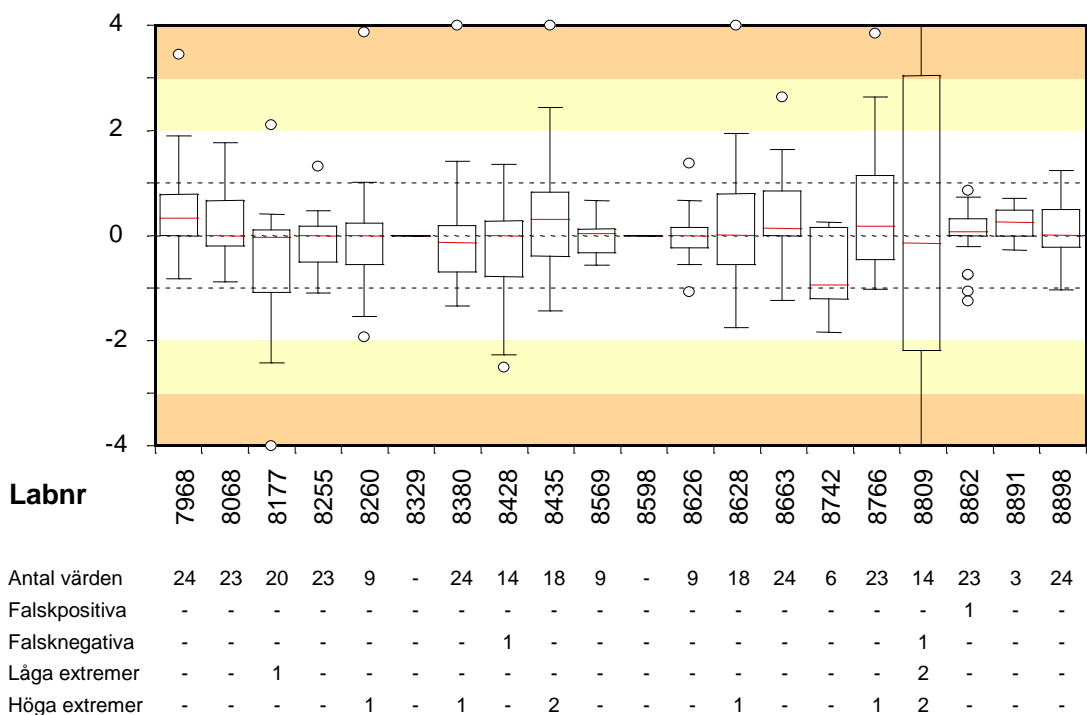 4
2
0
-2
-4
Labnr 7968 8068 8177 8255 8260 8329 8380 8428 8435 8569 8598 8626 8628 8663 8742 8766 8809 8862 8891 8898
Antal värden 24 23 20 23 9 - 24 14 18 9 - 9 18 24 6 23 14 23 3 24
Falskpositiva - - - - - - - - - - - - - - - - - 1 - -
Falsknegativa - - - - - - - 1 - - - - - - - - 1 - - -
Låga extremer - - 1 - - - - - - - - - - - - - 2 - - -
Höga extremer - - - - 1 - 1 - 2 - - - 1 - - 1 2 - - -